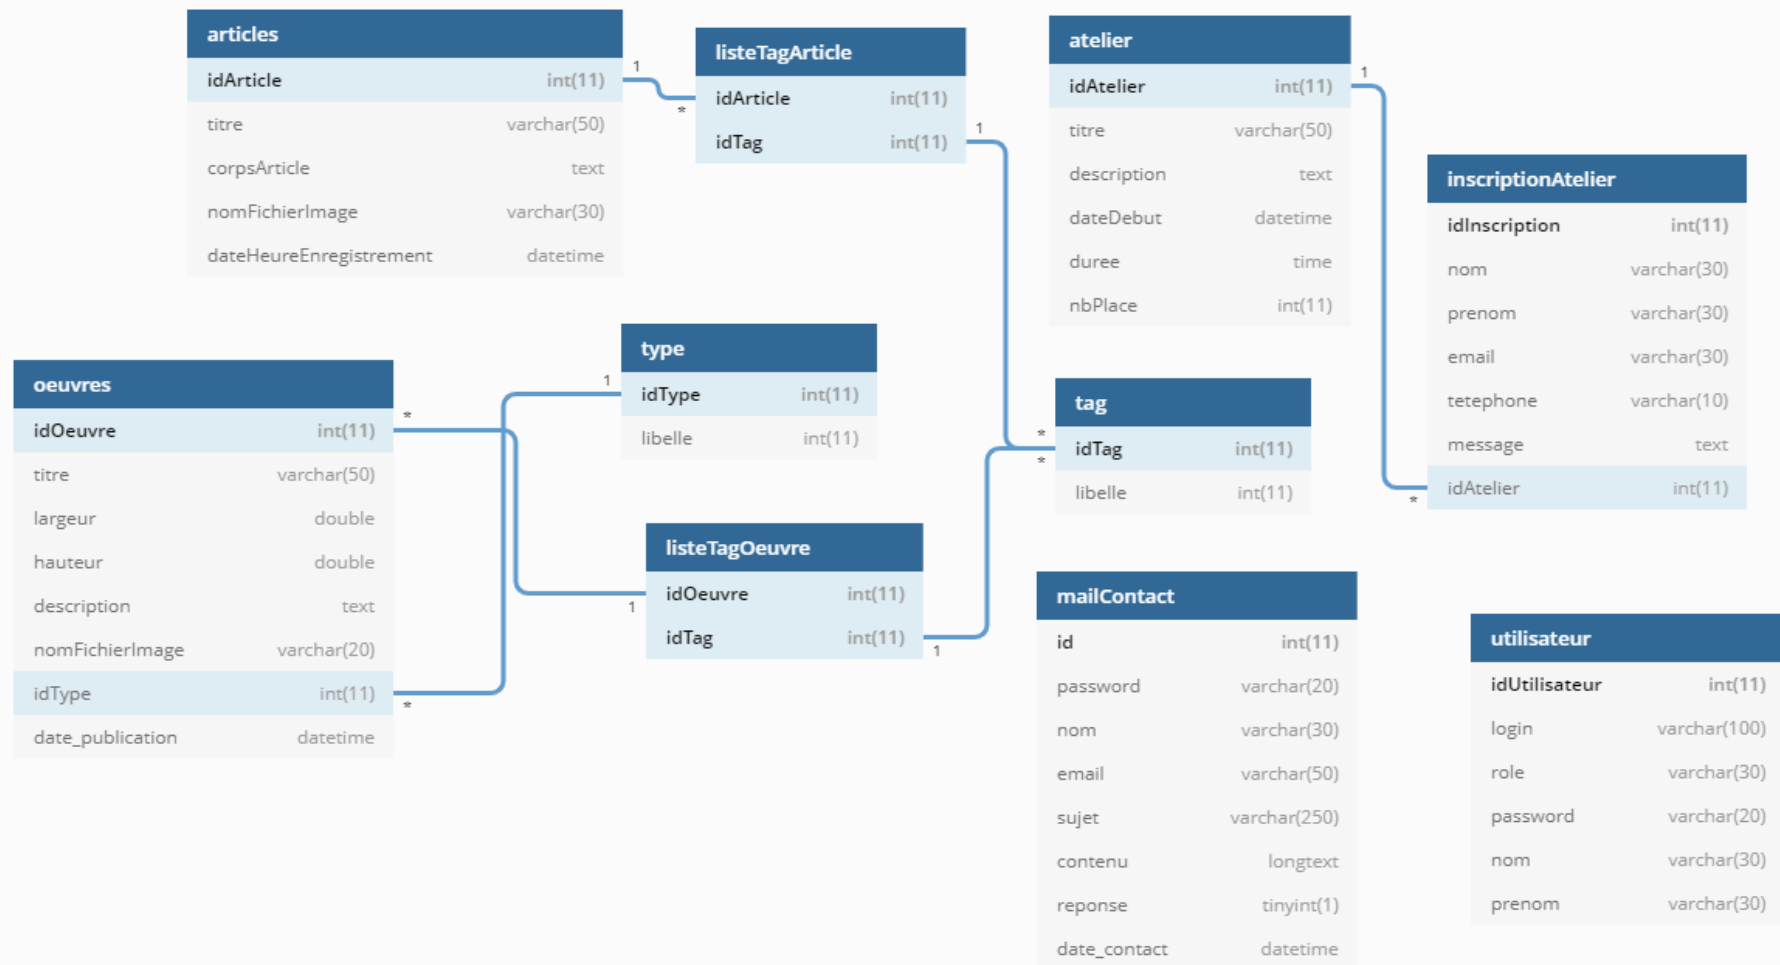 articles
idArticle int(11)
titre varchar(50)
corpsArticle text
nomFichierImage varchar(30)
dateHeureEnregistrement datetime
1
*
listeTagArticle
idArticle int(11)
idTag int(11)
1
atelier
idAtelier int(11)
titre varchar(50)
description text
dateDebut datetime
duree time
nbPlace int(11)
1
*
inscriptionAtelier
idInscription int(11)
nom varchar(30)
prenom varchar(30)
email varchar(30)
tetephone varchar(10)
message text
idAtelier int(11)
oeuvres
idOeuvre int(11)
titre varchar(50)
largeur double
hauteur double
description text
nomFichierImage varchar(20)
idType int(11)
date_publication datetime
*
*
1
type
idType int(11)
libelle int(11)
1
listeTagOeuvre
idOeuvre int(11)
idTag int(11)
1
*
*
tag
idTag int(11)
libelle int(11)
mailContact
id int(11)
password varchar(20)
nom varchar(30)
email varchar(50)
sujet varchar(250)
contenu longtext
reponse tinyint(1)
date_contact datetime
utilisateur
idUtilisateur int(11)
login varchar(100)
role varchar(30)
password varchar(20)
nom varchar(30)
prenom varchar(30)